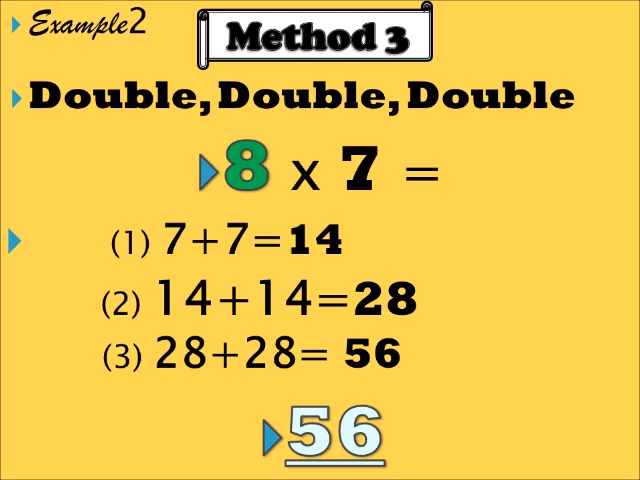 Example2
Method 3
Double, Double, Double
8 x 7 =
(1) 7+7=14
(2) 14+14=28
(3) 28+28= 56
56